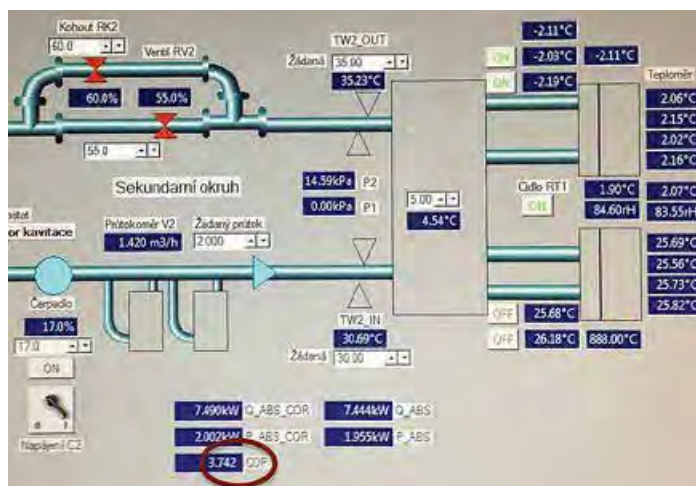 Kohout RK2
60.0
Ventil RV2
60.0%
55.0%
55.0
TW2_OUT
Žádaná
35.00
35.23°C
-2.11°C
ON
-2.03°C
-2.11°C
ON
-2.19°C
Teploměr
2.06°C
2.15°C
2.02°C
2.16°C
Sekundarní okruh
14.59kPa P2
0.00kPa P1
5.00
4.54°C
Čidlo RT1
ON
1.90°C
2.07°C
84.60rH
83.55r
or kavitace
Průtokoměr V2
1.420 m3/h
Žádaný průtok
2.000
Čerpadlo
17.0%
17.0
ON
Napájení C2
TW2_IN
30.69°C
Žádaná
30.00
25.69°C
25.56°C
25.73°C
25.82°C
OFF
25.68°C
OFF
26.18°C
888.00°C
7.490kW Q_ABS_COR
7.444kW Q_ABS
2.002kW P_ABS_COR
1.955kW P_ABS
3.742 COP